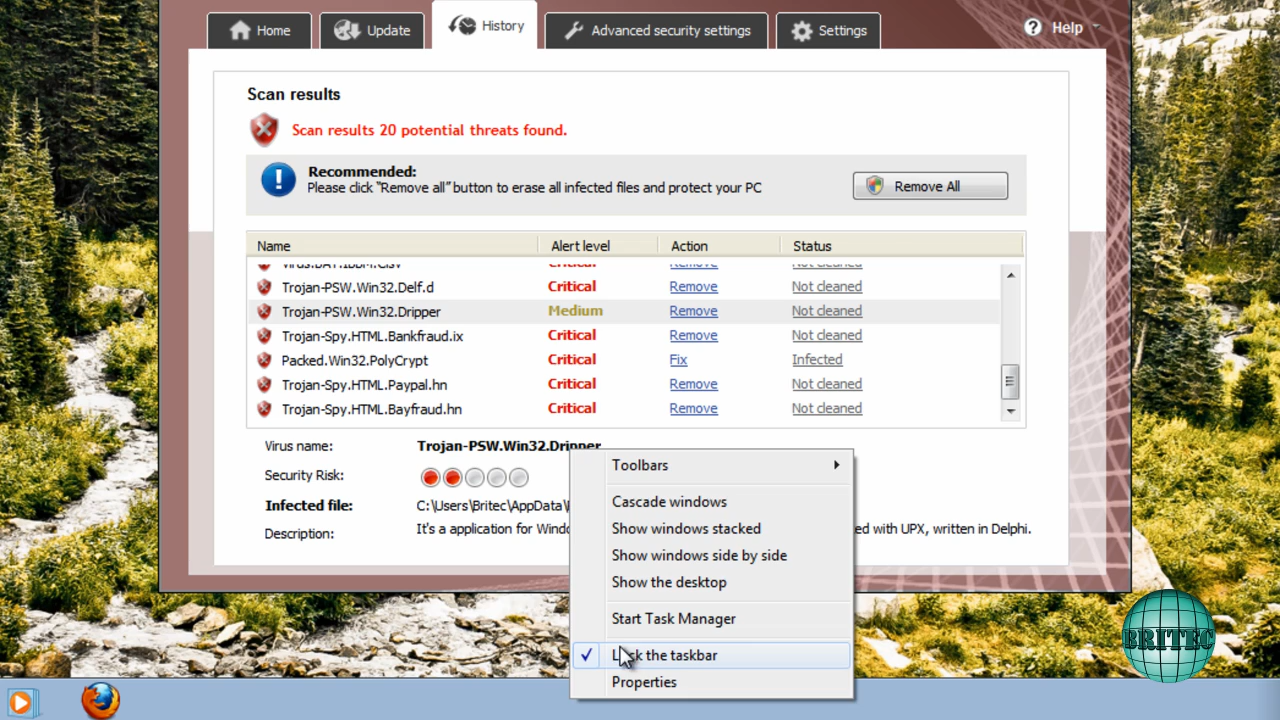 Home
Update
History
Advanced security settings
Settings
Help
Scan results
Scan results 20 potential threats found.
Recommended:
Please click "Remove all" button to erase all infected files and protect your PC
Remove All
Name Alert level Action Status
Critical Remove Not cleaned
Trojan-PSW.Win32.Delf.d Critical Remove Not cleaned
Trojan-PSW.Win32.Dripper Medium Remove Not cleaned
Trojan-Spy.HTML.Bankfraud.ix Critical Remove Not cleaned
Packed.Win32.PolyCrypt Critical Fix Infected
Trojan-Spy.HTML.Paypal.hn Critical Remove Not cleaned
Trojan-Spy.HTML.Bayfraud.hn Critical Remove Not cleaned
Virus name: Trojan-PSW.Win32.Dripper
Security Risk:
Infected file: C:\Users\Britec\AppData\
Description: It's a application for ed with UPX, written in Delphi.
Toolbars
Cascade windows
Show windows stacked
Show windows side by side
Show the desktop
Start Task Manager
Lock the taskbar
Properties
BRITEC